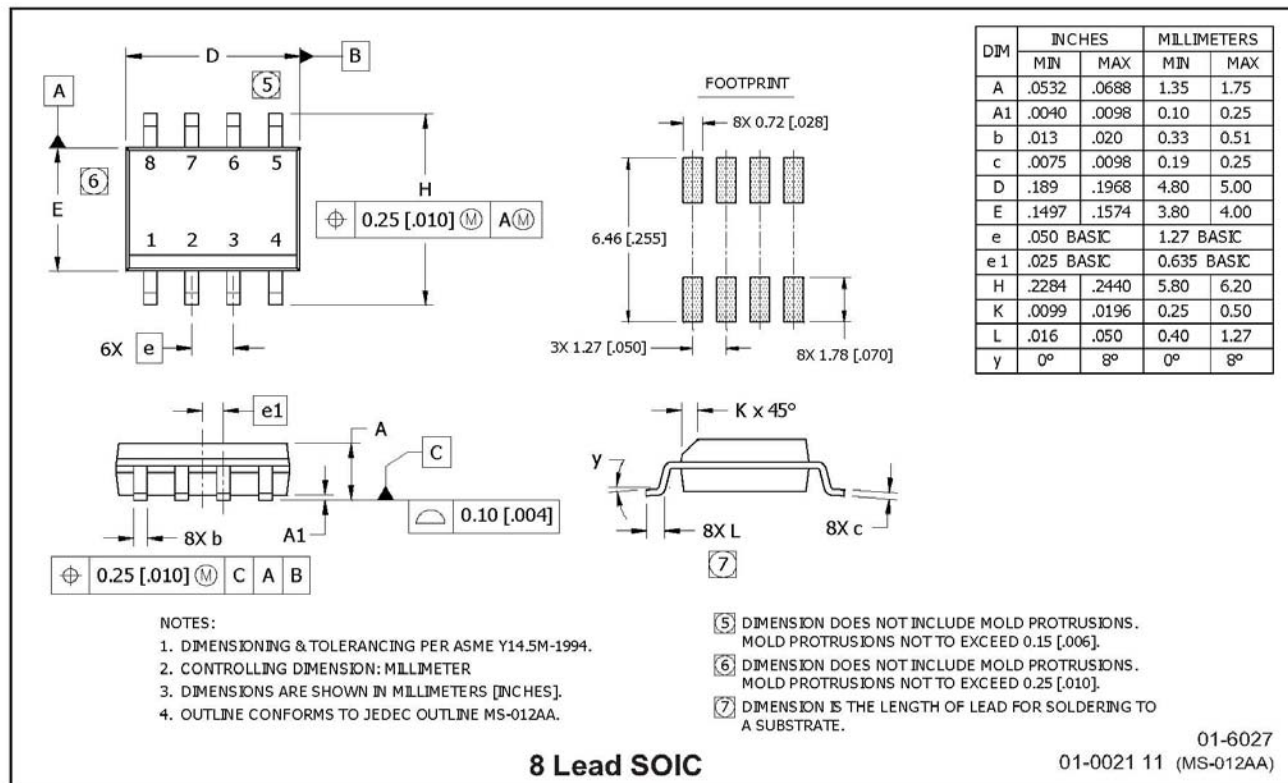 D
B
5
A
8 7 6 5
6
E
H
⌖ 0.25 [.010] Ⓜ AⓂ
1 2 3 4
6X e
FOOTPRINT
8X 0.72 [.028]
6.46 [.255]
3X 1.27 [.050]
8X 1.78 [.070]
DIM INCHES MILLIMETERS
MIN MAX MIN MAX
A .0532 .0688 1.35 1.75
A1 .0040 .0098 0.10 0.25
b .013 .020 0.33 0.51
c .0075 .0098 0.19 0.25
D .189 .1968 4.80 5.00
E .1497 .1574 3.80 4.00
e .050 BASIC 1.27 BASIC
e1 .025 BASIC 0.635 BASIC
H .2284 .2440 5.80 6.20
K .0099 .0196 0.25 0.50
L .016 .050 0.40 1.27
y 0° 8° 0° 8°
e1
A
C
⌓ 0.10 [.004]
8X b
A1
⌖ 0.25 [.010] Ⓜ C A B
K x 45°
y
8X L
8X c
7
NOTES:
1. DIMENSIONING & TOLERANCING PER ASME Y14.5M-1994.
2. CONTROLLING DIMENSION: MILLIMETER
3. DIMENSIONS ARE SHOWN IN MILLIMETERS [INCHES].
4. OUTLINE CONFORMS TO JEDEC OUTLINE MS-012AA.
5 DIMENSION DOES NOT INCLUDE MOLD PROTRUSIONS.
MOLD PROTRUSIONS NOT TO EXCEED 0.15 [.006].
6 DIMENSION DOES NOT INCLUDE MOLD PROTRUSIONS.
MOLD PROTRUSIONS NOT TO EXCEED 0.25 [.010].
7 DIMENSION IS THE LENGTH OF LEAD FOR SOLDERING TO
A SUBSTRATE.
8 Lead SOIC
01-6027
01-0021 11 (MS-012AA)